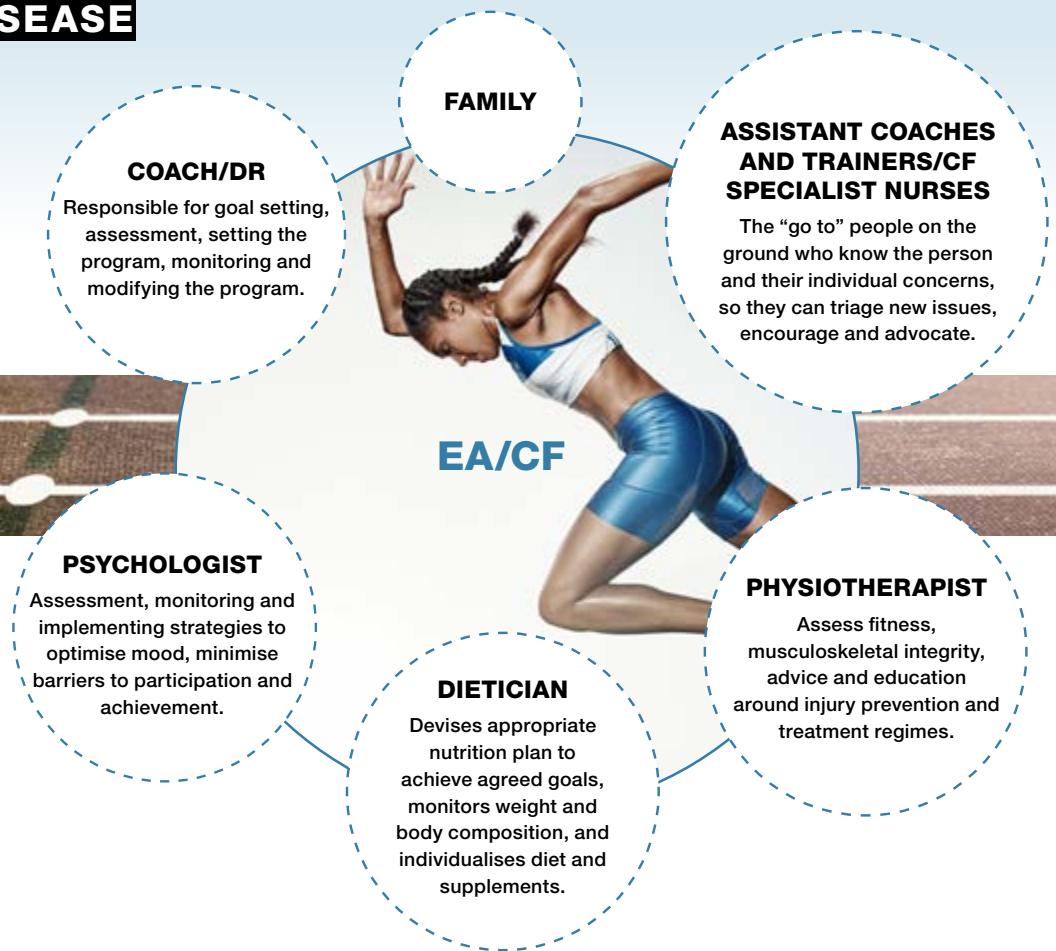 SEASE
FAMILY
COACH/DR
Responsible for goal setting,
assessment, setting the
program, monitoring and
modifying the program.
ASSISTANT COACHES
AND TRAINERS/CF
SPECIALIST NURSES
The “go to” people on the
ground who know the person
and their individual concerns,
so they can triage new issues,
encourage and advocate.
EA/CF
PSYCHOLOGIST
Assessment, monitoring and
implementing strategies to
optimise mood, minimise
barriers to participation and
achievement.
PHYSIOTHERAPIST
Assess fitness,
musculoskeletal integrity,
advice and education
around injury prevention and
treatment regimes.
DIETICIAN
Devises appropriate
nutrition plan to
achieve agreed goals,
monitors weight and
body composition, and
individualises diet and
supplements.